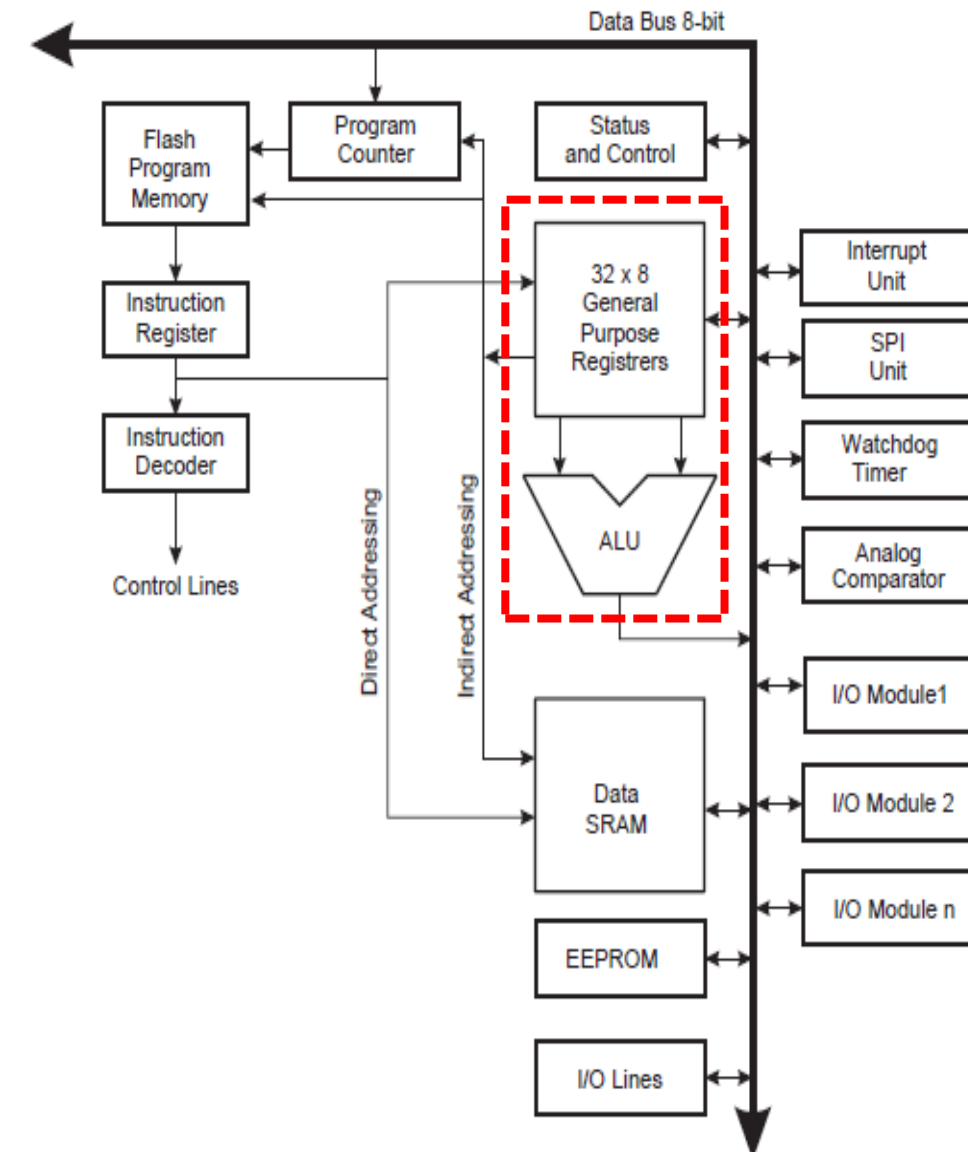 Data Bus 8-bit
Flash
Program
Memory
Program
Counter
Status
and Control
32 x 8
General
Purpose
Registrers
Interrupt
Unit
Instruction
Register
SPI
Unit
Instruction
Decoder
Watchdog
Timer
ALU
Analog
Comparator
Control Lines
Direct Addressing
Indirect Addressing
I/O Module1
Data
SRAM
I/O Module 2
I/O Module n
EEPROM
I/O Lines